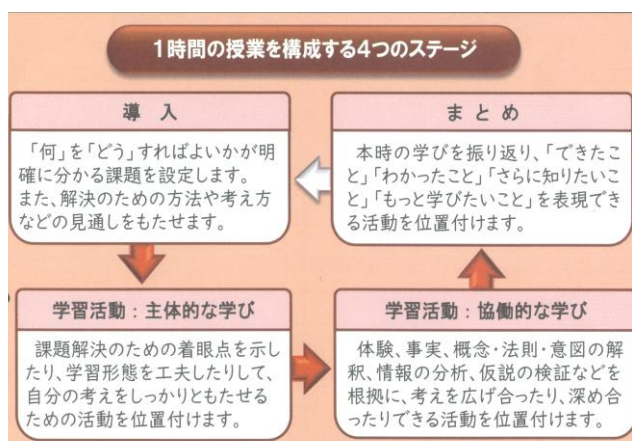 1時間の授業を構成する4つのステージ
導　入
「何」を「どう」すればよいかが明
確に分かる課題を設定します。
また、解決のための方法や考え方
などの見通しをもたせます。
まとめ
本時の学びを振り返り、「できたこ
と」「わかったこと」「さらに知りたいこ
と」「もっと学びたいこと」を表現でき
る活動を位置付けます。
学習活動：主体的な学び
課題解決のための着眼点を示し
たり、学習形態を工夫したりして、
自分の考えをしっかりともたせる
ための活動を位置付けます。
学習活動：協働的な学び
体験、事実、概念・法則・意図の解
釈、情報の分析、仮説の検証などを
根拠に、考えを広げ合ったり、深め合
ったりできる活動を位置付けます。